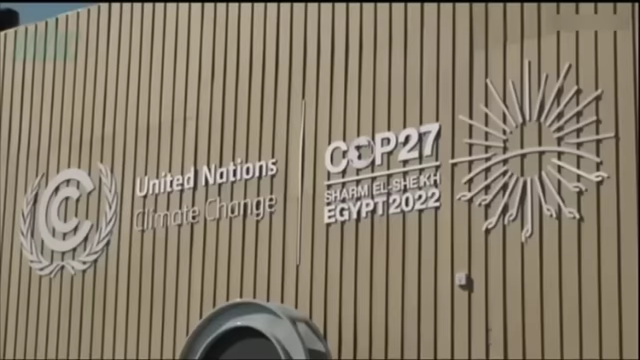 United Nations
Climate Change
COP27
SHARM EL-SHEIKH
EGYPT 2022